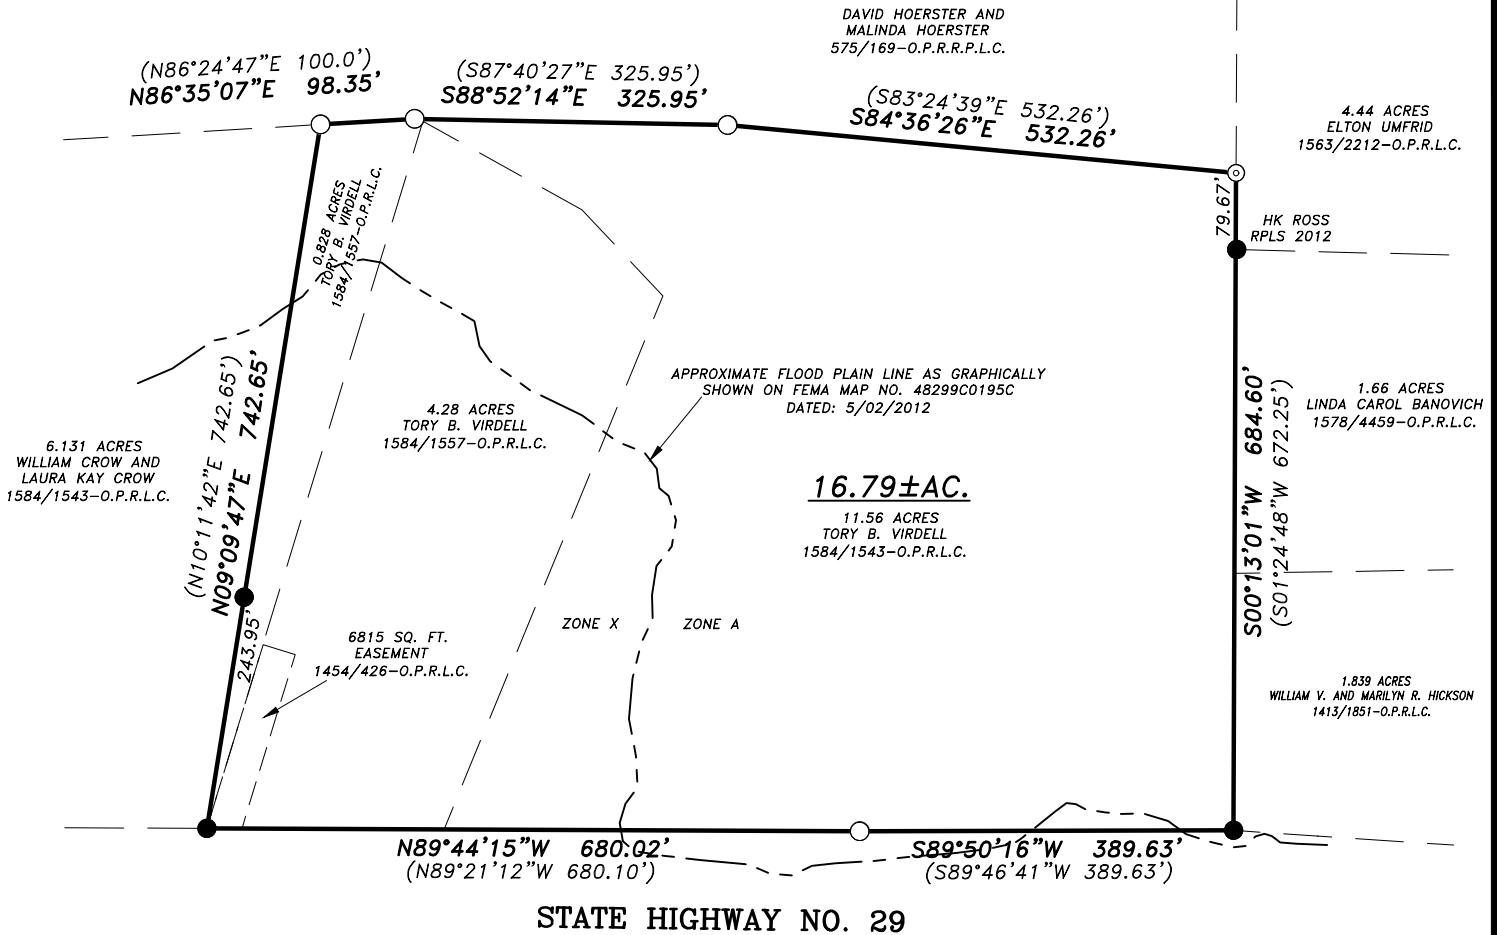 DAVID HOERSTER AND
MALINDA HOERSTER
575/169-O.P.R.R.P.L.C.
(N86°24'47"E 100.0')
N86°35'07"E 98.35'
(S87°40'27"E 325.95')
S88°52'14"E 325.95'
(S83°24'39"E 532.26')
S84°36'26"E 532.26'
4.44 ACRES
ELTON UMFRID
1563/2212-O.P.R.L.C.
79.67'
HK ROSS
RPLS 2012
0.828 ACRES
TORY B. VIRDELL
1584/1557-O.P.R.L.C.
(N10°11'42"E 742.65')
N09°09'47"E 742.65'
243.95'
APPROXIMATE FLOOD PLAIN LINE AS GRAPHICALLY
SHOWN ON FEMA MAP NO. 48299C0195C
DATED: 5/02/2012
4.28 ACRES
TORY B. VIRDELL
1584/1557-O.P.R.L.C.
6.131 ACRES
WILLIAM CROW AND
LAURA KAY CROW
1584/1543-O.P.R.L.C.
16.79±AC.
11.56 ACRES
TORY B. VIRDELL
1584/1543-O.P.R.L.C.
S00°13'01"W 684.60'
(S01°24'48"W 672.25')
1.66 ACRES
LINDA CAROL BANOVICH
1578/4459-O.P.R.L.C.
ZONE X
ZONE A
6815 SQ. FT.
EASEMENT
1454/426-O.P.R.L.C.
1.839 ACRES
WILLIAM V. AND MARILYN R. HICKSON
1413/1851-O.P.R.L.C.
N89°44'15"W 680.02'
(N89°21'12"W 680.10')
S89°50'16"W 389.63'
(S89°46'41"W 389.63')
STATE HIGHWAY NO. 29